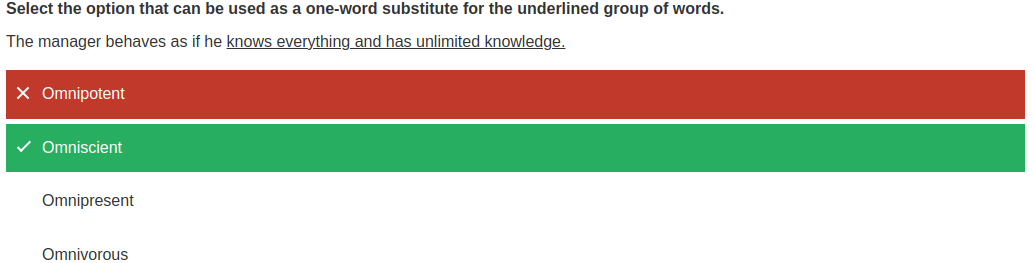 Select the option that can be used as a one-word substitute for the underlined group of words.
The manager behaves as if he knows everything and has unlimited knowledge.
Omnipotent
Omniscient
Omnipresent
Omnivorous